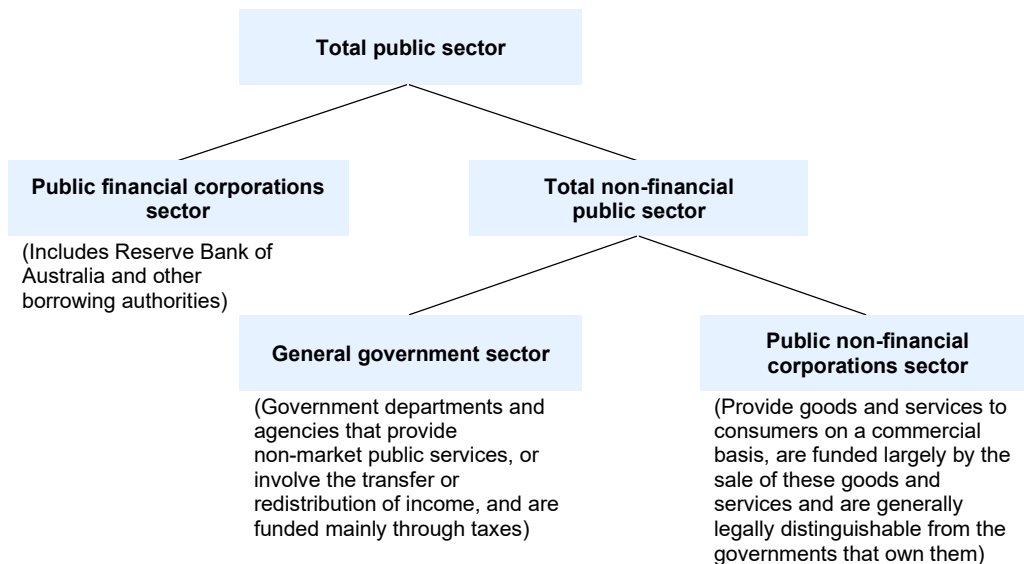 Total public sector
Public financial corporations
sector
(Includes Reserve Bank of
Australia and other
borrowing authorities)
Total non-financial
public sector
General government sector
(Government departments and
agencies that provide
non-market public services, or
involve the transfer or
redistribution of income, and are
funded mainly through taxes)
Public non-financial
corporations sector
(Provide goods and services to
consumers on a commercial
basis, are funded largely by the
sale of these goods and
services and are generally
legally distinguishable from the
governments that own them)